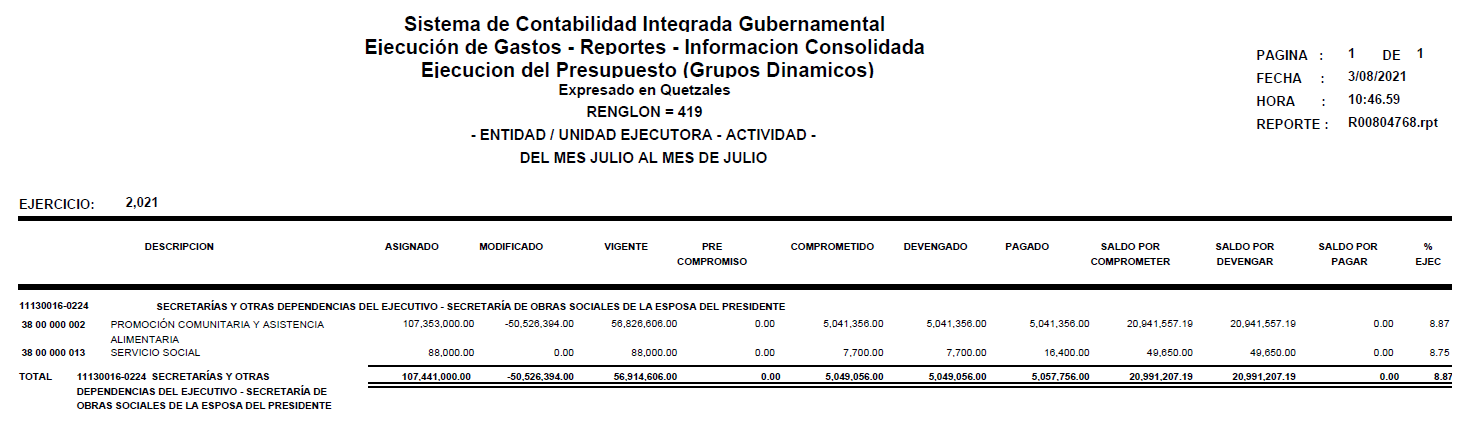 Sistema de Contabilidad Integrada Gubernamental
Ejecución de Gastos - Reportes - Informacion Consolidada
Ejecucion del Presupuesto (Grupos Dinamicos)
Expresado en Quetzales
RENGLON = 419
- ENTIDAD / UNIDAD EJECUTORA - ACTIVIDAD -
DEL MES JULIO AL MES DE JULIO
PAGINA : 1 DE 1
FECHA : 3/08/2021
HORA : 10:46.59
REPORTE : R00804768.rpt
EJERCICIO: 2,021
DESCRIPCION ASIGNADO MODIFICADO VIGENTE PRE COMPROMETIDO DEVENGADO PAGADO SALDO POR SALDO POR SALDO POR %
COMPROMISO COMPROMETER DEVENGAR PAGAR EJEC
11130016-0224 SECRETARÍAS Y OTRAS DEPENDENCIAS DEL EJECUTIVO - SECRETARÍA DE OBRAS SOCIALES DE LA ESPOSA DEL PRESIDENTE
38 00 000 002 PROMOCIÓN COMUNITARIA Y ASISTENCIA 107,353,000.00 -50,526,394.00 56,826,606.00 0.00 5,041,356.00 5,041,356.00 5,041,356.00 20,941,557.19 20,941,557.19 0.00 8.87
ALIMENTARIA
38 00 000 013 SERVICIO SOCIAL 88,000.00 0.00 88,000.00 0.00 7,700.00 7,700.00 16,400.00 49,650.00 49,650.00 0.00 8.75
TOTAL 11130016-0224 SECRETARÍAS Y OTRAS 107,441,000.00 -50,526,394.00 56,914,606.00 0.00 5,049,056.00 5,049,056.00 5,057,756.00 20,991,207.19 20,991,207.19 0.00 8.87
DEPENDENCIAS DEL EJECUTIVO - SECRETARÍA DE
OBRAS SOCIALES DE LA ESPOSA DEL PRESIDENTE